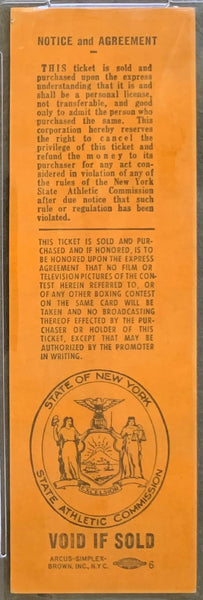 NOTICE and AGREEMENT
THIS ticket is sold and
purchased upon the express
understanding that it is and
shall be a personal license,
not transferable, and good
only to admit the person who
purchased the same. This
corporation hereby reserves
the right to cancel the
privilege of this ticket and
refund the money to its
purchaser for any act con-
sidered in violation of any
of the rules of the New York
State Athletic Commission
after due notice that such
rule or regulation has been
violated.
THIS TICKET IS SOLD AND PUR-
CHASED AND IF HONORED, IS TO
BE HONORED UPON THE EXPRESS
AGREEMENT THAT NO FILM OR
TELEVISION PICTURES OF THE CON-
TEST HEREIN REFERRED TO, OR
OF ANY OTHER BOXING CONTEST
ON THE SAME CARD WILL BE
TAKEN AND NO BROADCASTING
THEREOF EFFECTED BY THE PUR-
CHASER OR HOLDER OF THIS
TICKET, EXCEPT THAT MAY BE
AUTHORIZED BY THE PROMOTER
IN WRITING.
STATE OF NEW YORK
EXCELSIOR
STATE ATHLETIC COMMISSION
VOID IF SOLD
ARCUS-SIMPLEX-
BROWN, INC., N.Y.C. 6